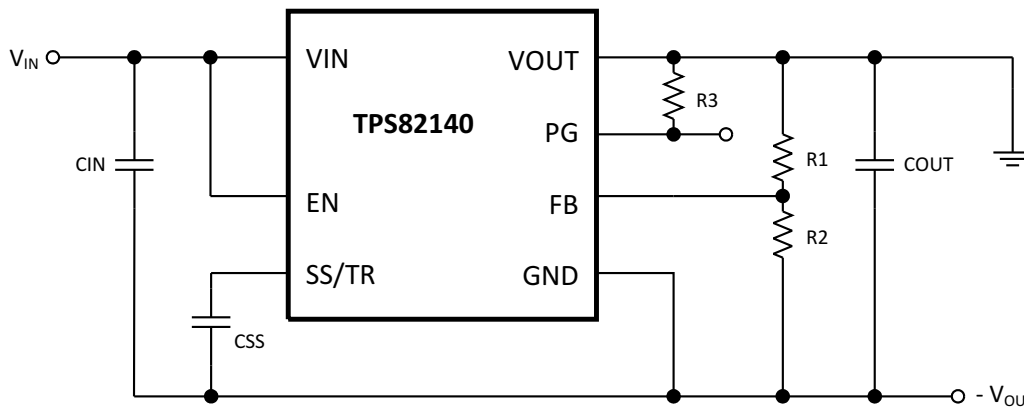 VIN
VIN
VOUT
R3
TPS82140
PG
CIN
R1
COUT
EN
FB
R2
SS/TR
GND
CSS
- VOU